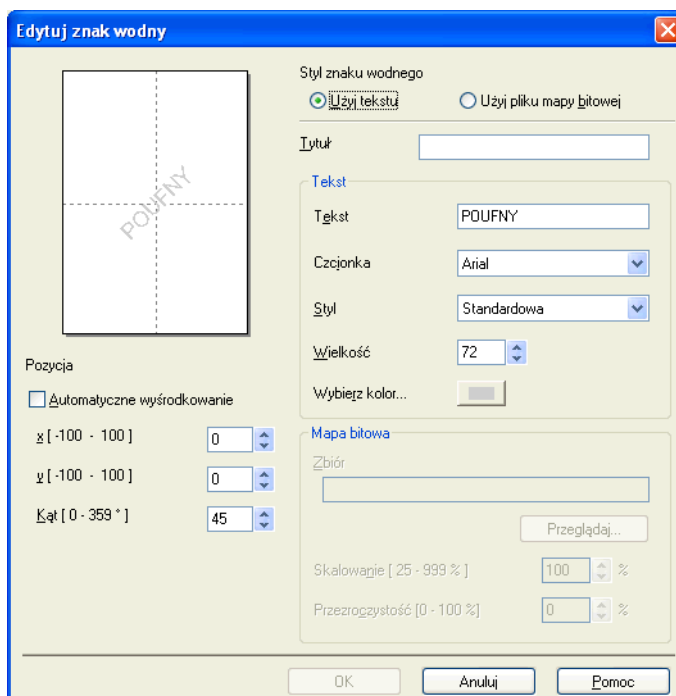 Edytuj znak wodny
Styl znaku wodnego
Użyj tekstu
Użyj pliku mapy bitowej
Tytuł
Tekst
Tekst POUFNY
Czcjonka Arial
Styl Standardowa
Wielkość 72
Wybierz kolor...
POUFNY
Pozycja
Automatyczne wyśrodkowanie
x [ -100 - 100 ] 0
y [ -100 - 100 ] 0
Kąt [ 0 - 359 ° ] 45
Mapa bitowa
Zbiór
Przeglądaj...
Skalowanie [ 25 - 999 % ] 100 %
Przezroczystość [0 - 100 %] 0 %
OK Anuluj Pomoc